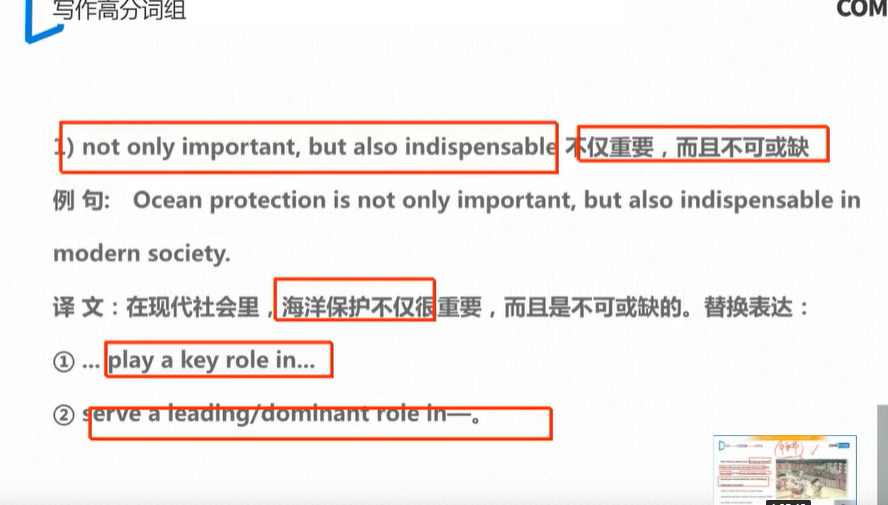 写作高分词组
COM
1) not only important, but also indispensable 不仅重要，而且不可或缺
例 句: Ocean protection is not only important, but also indispensable in
modern society.
译 文：在现代社会里，海洋保护不仅很重要，而且是不可或缺的。替换表达：
① ... play a key role in...
② serve a leading/dominant role in—。